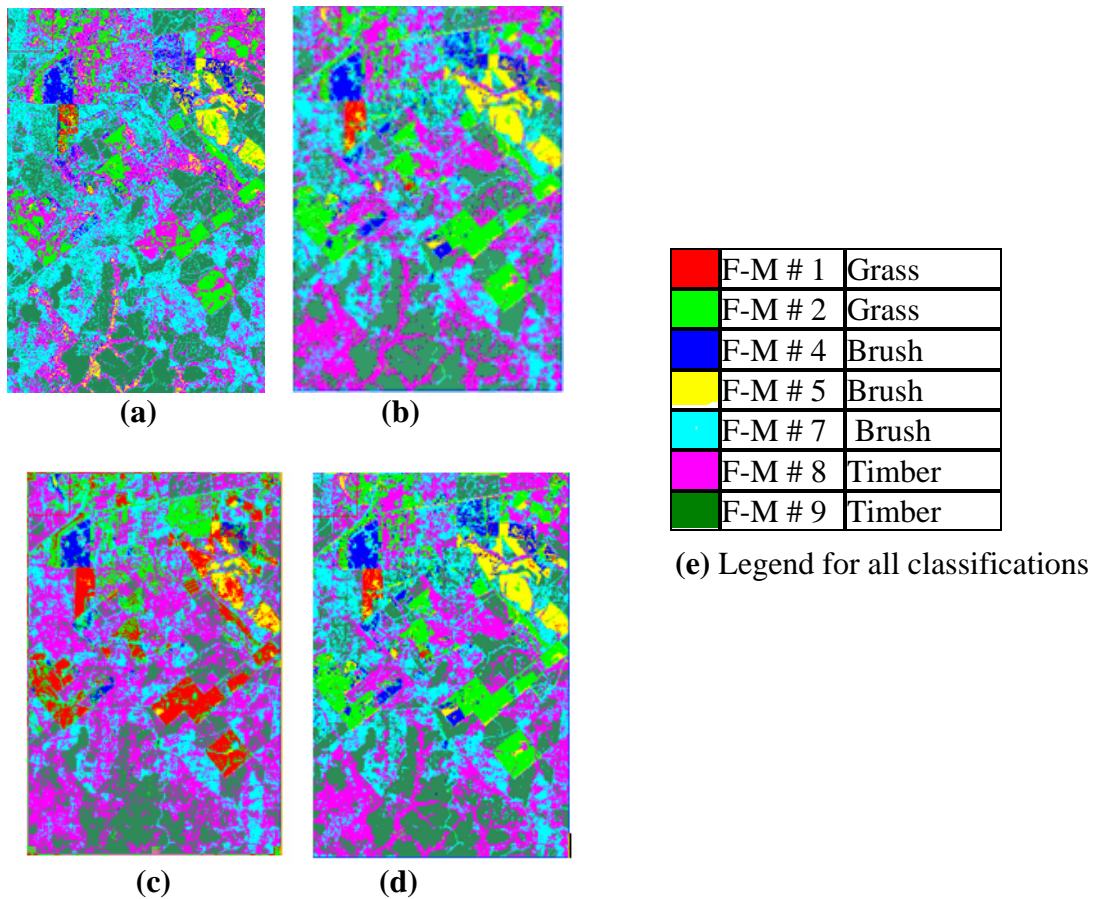 (a)
(b)
F-M # 1 Grass
F-M # 2 Grass
F-M # 4 Brush
F-M # 5 Brush
F-M # 7 Brush
F-M # 8 Timber
F-M # 9 Timber
(e) Legend for all classifications
(c)
(d)